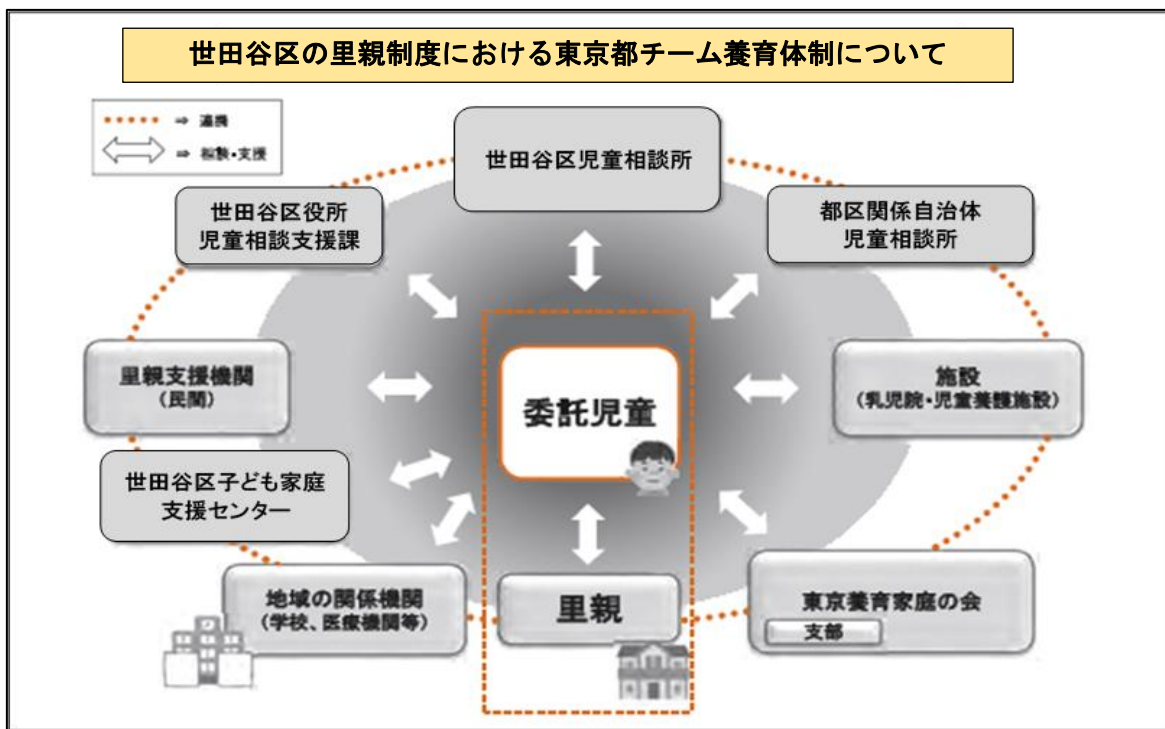 世田谷区の里親制度における東京都チーム養育体制について
⇒ 連携
⇒ 相談・支援
世田谷区児童相談所
世田谷区役所
児童相談支援課
都区関係自治体
児童相談所
里親支援機関
(民間)
委託児童
施設
(乳児院・児童養護施設)
世田谷区子ども家庭
支援センター
地域の関係機関
(学校、医療機関等)
里親
東京養育家庭の会
支部